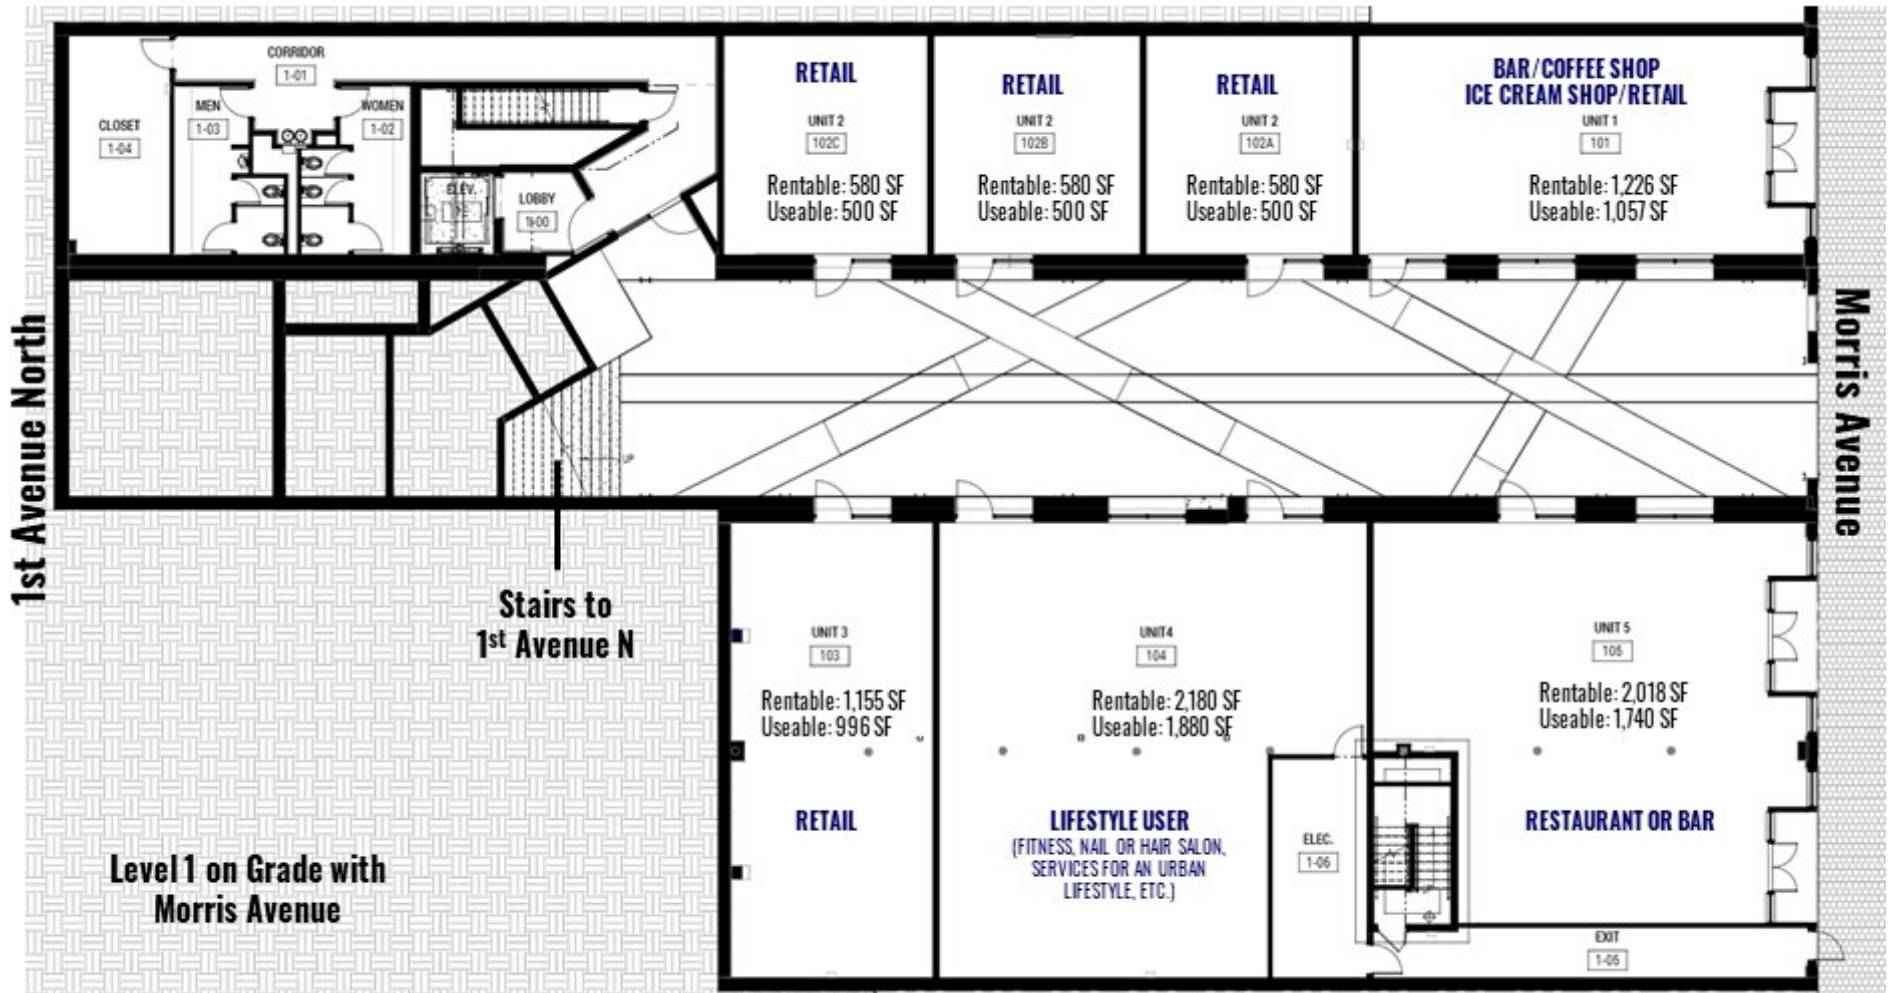 CORRIDOR
1-01
MEN
1-03
WOMEN
1-02
CLOSET
1-04
ELEV.
LOBBY
1-00
RETAIL
UNIT 2
102C
Rentable: 580 SF
Useable: 500 SF
RETAIL
UNIT 2
102B
Rentable: 580 SF
Useable: 500 SF
RETAIL
UNIT 2
102A
Rentable: 580 SF
Useable: 500 SF
BAR/COFFEE SHOP
ICE CREAM SHOP/RETAIL
UNIT 1
101
Rentable: 1,226 SF
Useable: 1,057 SF
1st Avenue North
Morris Avenue
UP
Stairs to
1st Avenue N
UNIT 3
103
Rentable: 1,155 SF
Useable: 996 SF
RETAIL
UNIT4
104
Rentable: 2,180 SF
Useable: 1,880 SF
LIFESTYLE USER
(FITNESS, NAIL OR HAIR SALON,
SERVICES FOR AN URBAN
LIFESTYLE, ETC.)
ELEC.
1-06
UNIT 5
105
Rentable: 2,018 SF
Useable: 1,740 SF
RESTAURANT OR BAR
EXIT
1-05
Level 1 on Grade with
Morris Avenue